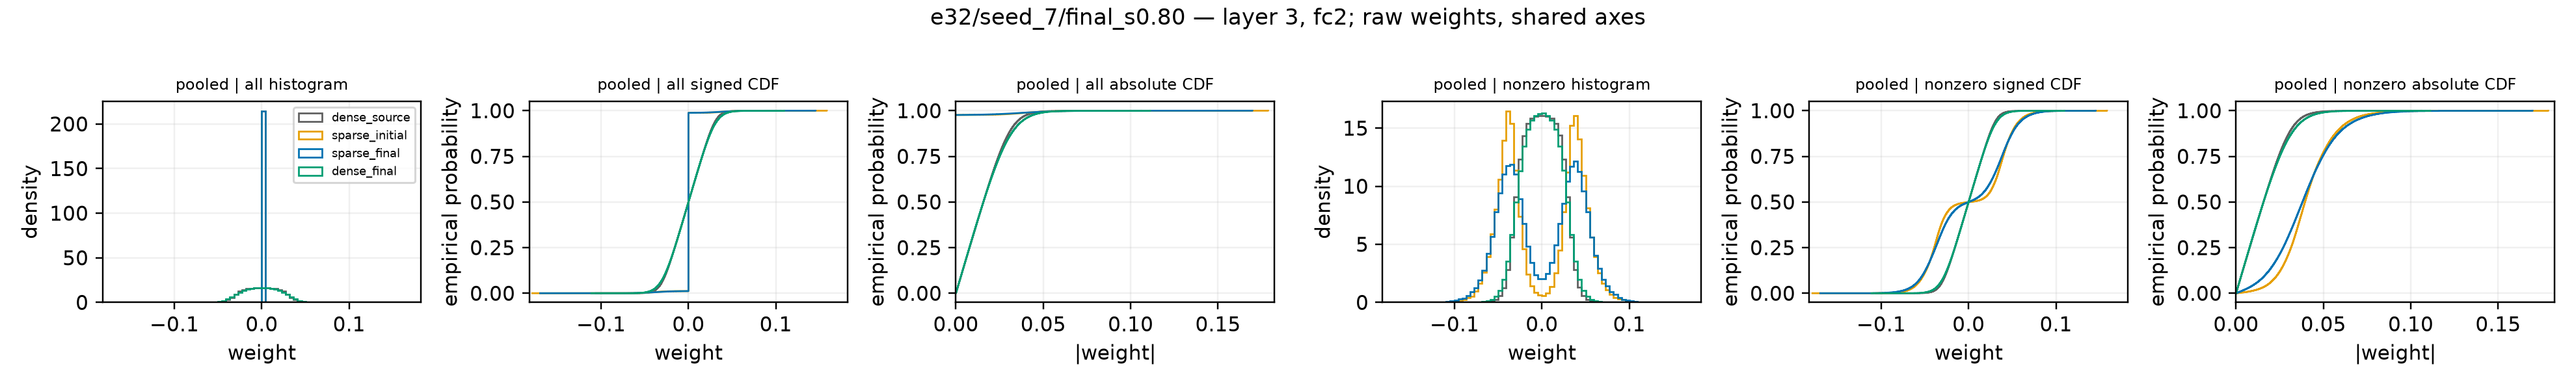 e32/seed_7/final_s0.80 — layer 3, fc2; raw weights, shared axes
pooled | all histogram
density
200
150
100
50
0
−0.1
0.0
0.1
weight
dense_source
sparse_initial
sparse_final
dense_final
pooled | all signed CDF
empirical probability
1.00
0.75
0.50
0.25
0.00
−0.1
0.0
0.1
weight
pooled | all absolute CDF
empirical probability
1.00
0.75
0.50
0.25
0.00
0.00
0.05
0.10
0.15
|weight|
pooled | nonzero histogram
density
15
10
5
0
−0.1
0.0
0.1
weight
pooled | nonzero signed CDF
empirical probability
1.00
0.75
0.50
0.25
0.00
−0.1
0.0
0.1
weight
pooled | nonzero absolute CDF
empirical probability
1.00
0.75
0.50
0.25
0.00
0.00
0.05
0.10
0.15
|weight|